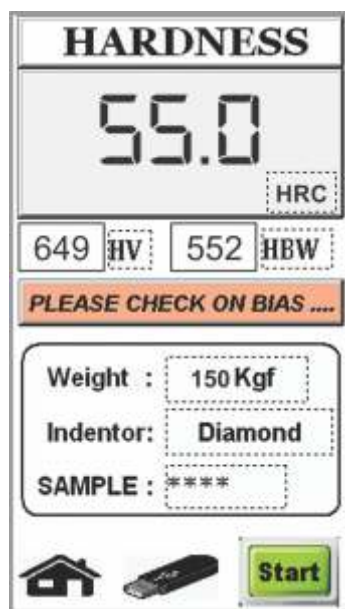 HARDNESS
55.0
HRC
649 HV 552 HBW
PLEASE CHECK ON BIAS ....
Weight : 150 Kgf
Indentor: Diamond
SAMPLE : ****
Start